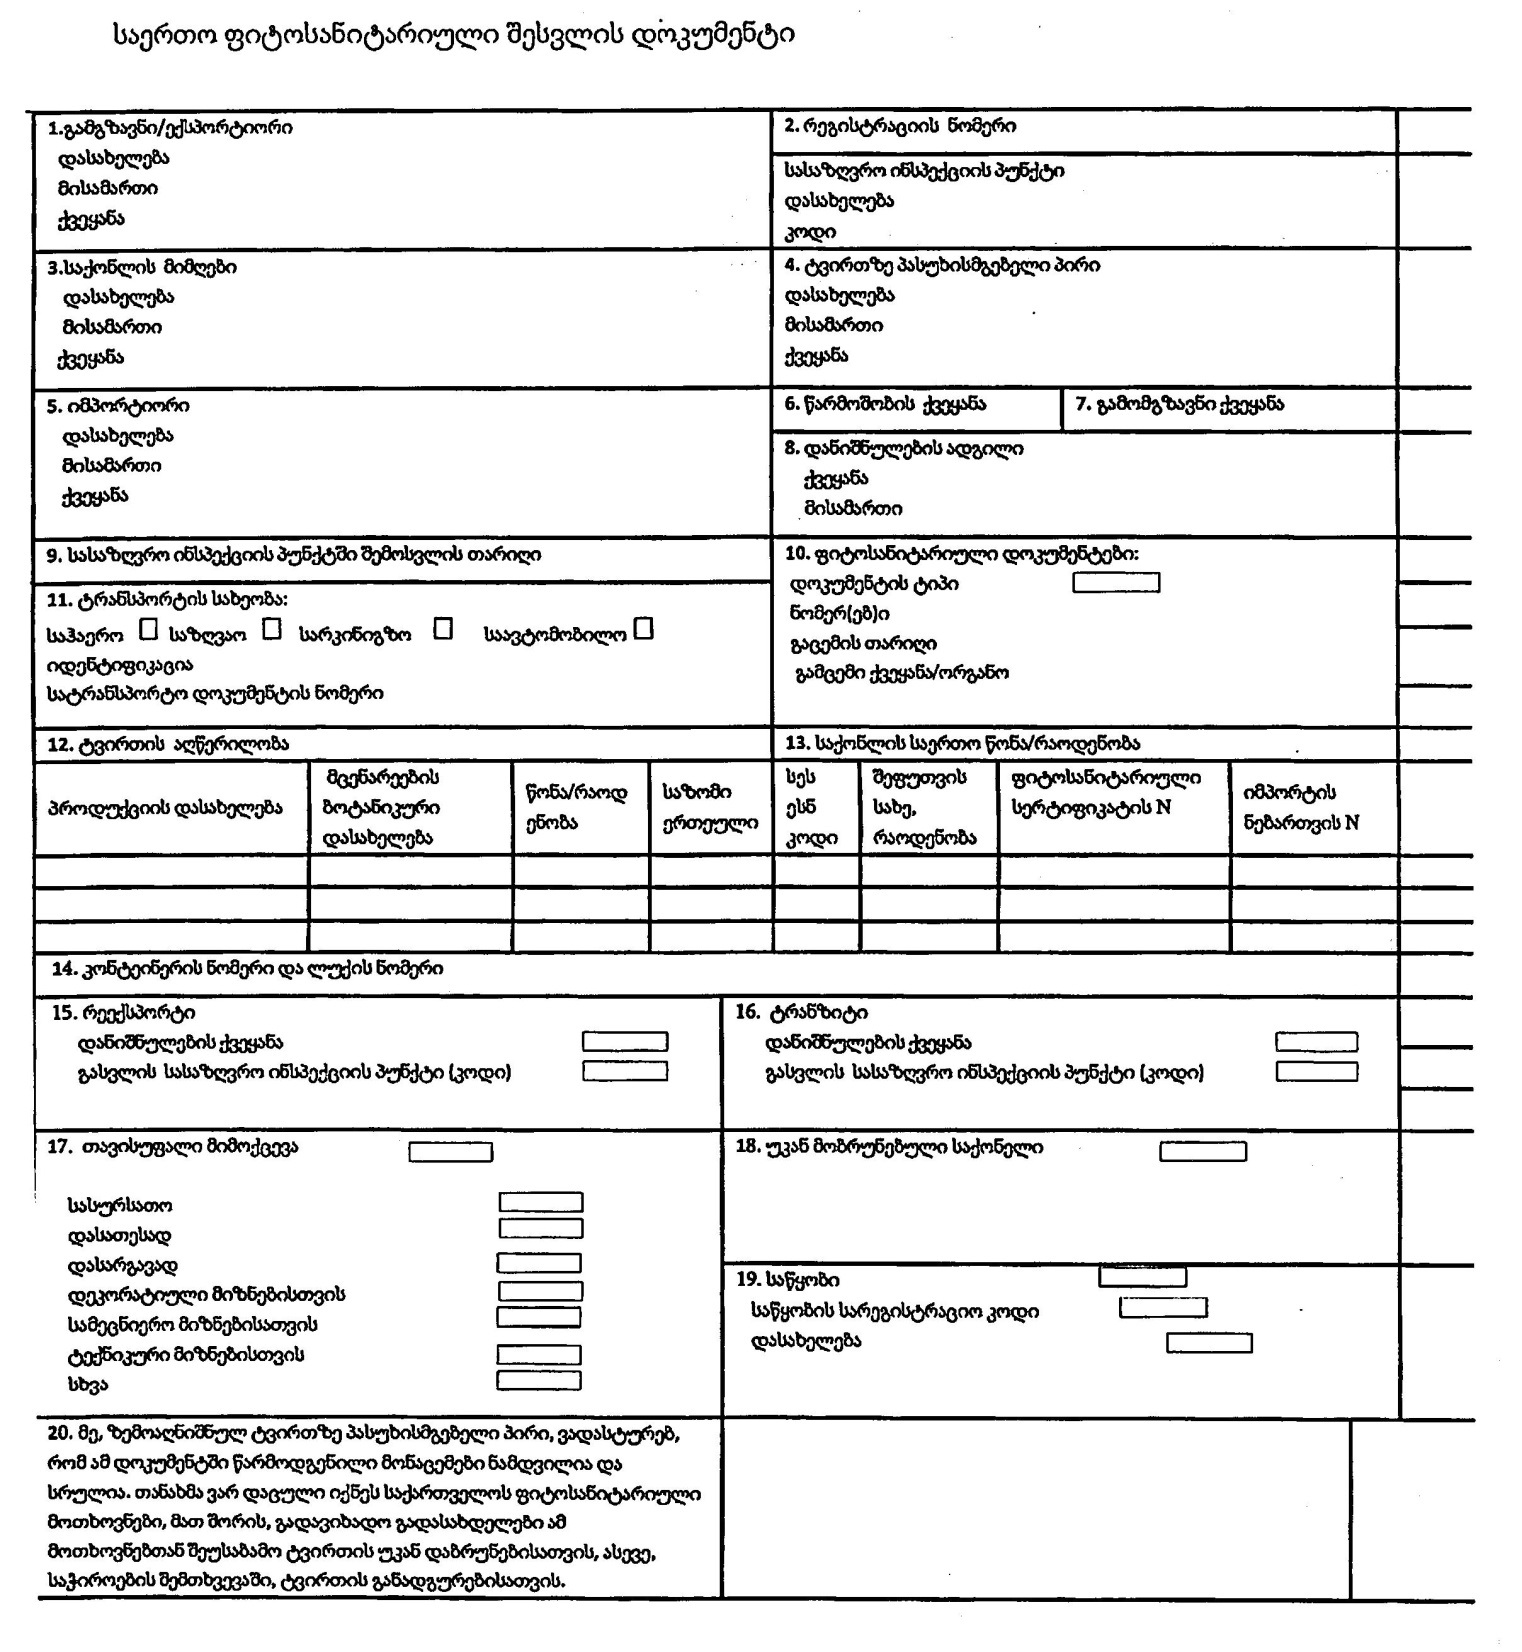 საერთო ფიტოსანიტარიული შესვლის დოკუმენტი
1.გამგზავნი/ექსპორტიორი
დასახელება
მისამართი
ქვეყანა
2. რეგისტრაციის ნომერი
სასაზღვრო ინსპექციის პუნქტი
დასახელება
კოდი
3.საქონლის მიმღები
დასახელება
მისამართი
ქვეყანა
4. ტვირთზე პასუხისმგებელი პირი
დასახელება
მისამართი
ქვეყანა
5. იმპორტიორი
დასახელება
მისამართი
ქვეყანა
6. წარმოშობის ქვეყანა
7. გამომგზავნი ქვეყანა
8. დანიშნულების ადგილი
ქვეყანა
მისამართი
9. სასაზღვრო ინსპექციის პუნქტში შემოსვლის თარიღი
10. ფიტოსანიტარიული დოკუმენტები:
დოკუმენტის ტიპი
ნომერ(ებ)ი
გაცემის თარიღი
გამცემი ქვეყანა/ორგანო
11. ტრანსპორტის სახეობა:
საჰაერო საზღვაო სარკინიგზო საავტომობილო
იდენტიფიკაცია
სატრანსპორტო დოკუმენტის ნომერი
12. ტვირთის აღწერილობა
13. საქონლის საერთო წონა/რაოდენობა
პროდუქციის დასახელება
მცენარეების
ბოტანიკური
დასახელება
წონა/რაოდ
ენობა
საზომი
ერთეული
სეს
ესნ
კოდი
შეფუთვის
სახე,
რაოდენობა
ფიტოსანიტარიული
სერტიფიკატის N
იმპორტის
ნებართვის N
14. კონტეინერის ნომერი და ლუქის ნომერი
15. რეექსპორტი
დანიშნულების ქვეყანა
გასვლის სასაზღვრო ინსპექციის პუნქტი (კოდი)
16. ტრანზიტი
დანიშნულების ქვეყანა
გასვლის სასაზღვრო ინსპექციის პუნქტი (კოდი)
17. თავისუფალი მიმოქცევა
სასურსათო
დასათესად
დასარგავად
დეკორატიული მიზნებისთვის
სამეცნიერო მიზნებისათვის
ტექნიკური მიზნებისთვის
სხვა
18. უკან მობრუნებული საქონელი
19. საწყობი
საწყობის სარეგისტრაციო კოდი
დასახელება
20. მე, ზემოაღნიშნულ ტვირთზე პასუხისმგებელი პირი, ვადასტურებ,
რომ ამ დოკუმენტში წარმოდგენილი მონაცემები ნამდვილია და
სრულია. თანახმა ვარ დაცული იქნეს საქართველოს ფიტოსანიტარიული
მოთხოვნები, მათ შორის, გადავიხადო გადასახდელები ამ
მოთხოვნებთან შეუსაბამო ტვირთის უკან დაბრუნებისათვის, ასევე,
საჭიროების შემთხვევაში, ტვირთის განადგურებისათვის.